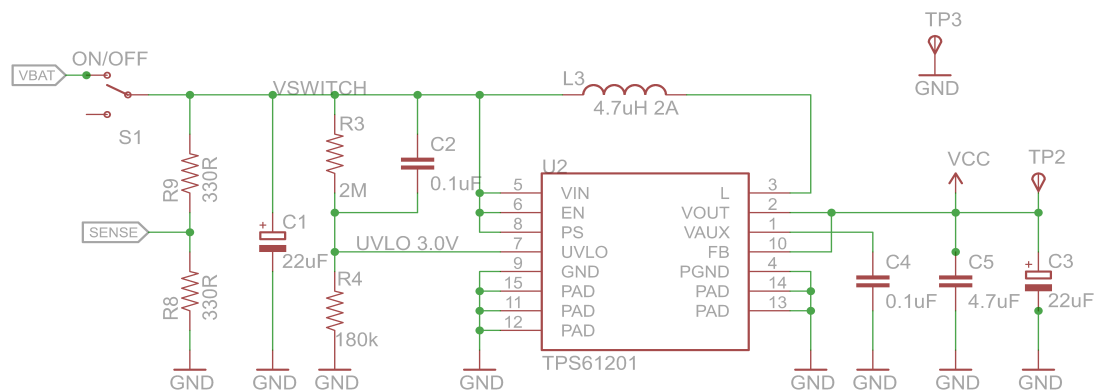 TP3
GND
ON/OFF
VBAT
S1
VSWITCH
L3
4.7uH 2A
R3
2M
C2
0.1uF
R9
330R
SENSE
R8
330R
C1
+
22uF
UVLO 3.0V
R4
180k
U2
5 VIN
6 EN
8 PS
7 UVLO
9 GND
15 PAD
11 PAD
12 PAD
L 3
VOUT 2
VAUX 1
FB 10
PGND 4
PAD 14
PAD 13
TPS61201
VCC
TP2
C4
0.1uF
C5
4.7uF
C3
+
22uF
GND
GND
GND
GND
GND
GND
GND
GND